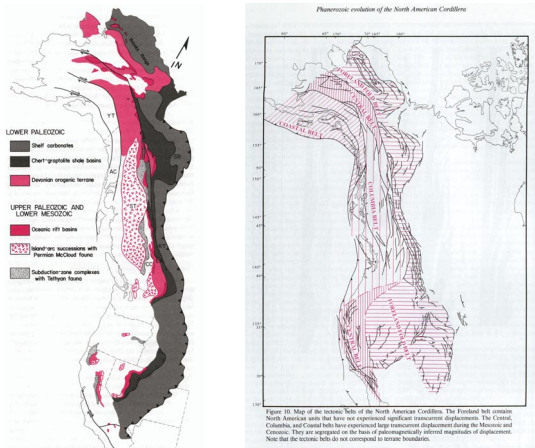 LOWER PALEOZOIC
Shelf carbonates
Chert-graptolite shale basins
Devonian orogenic terrane
UPPER PALEOZOIC AND
LOWER MESOZOIC
Oceanic rift basins
Island-arc successions with
Permian McCloud fauna
Subduction-zone complexes
with Tethyan fauna
YT
AC
ST
SB
CC
N
Phanerozoic evolution of the North American Cordillera
COASTAL BELT
COLUMBIA BELT
Figure 10. Map of the tectonic belts of the North American Cordillera. The Foreland belt contains
North American units that have not experienced significant transcurrent displacements. The Central,
Columbia, and Coastal belts have experienced large transcurrent displacement during the Mesozoic and
Cenozoic. They are segregated on the basis of paleomagnetically inferred magnitudes of displacement.
Note that the tectonic belts do not correspond to terrane boundaries.